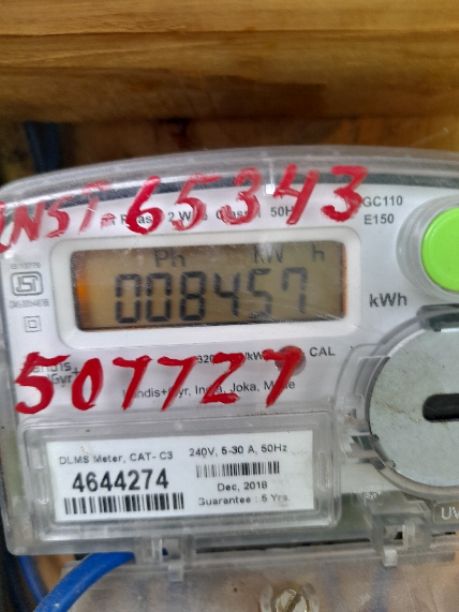 INST 65343
GC110
E150
Ph kW h
008457
kWh
CAL
507727
DLMS Meter, CAT- C3
4644274
240V, 5-30 A, 50Hz
Dec, 2018
Guarantee : 5 Yrs.
UV